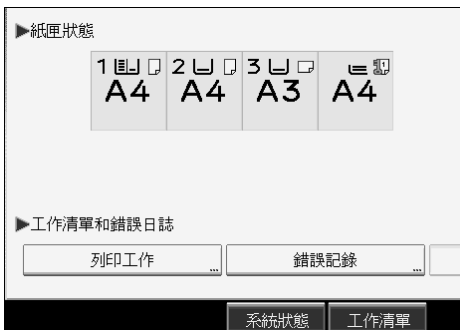 ▶紙匣狀態
1 2 3
A4 A4 A3 A4
▶工作清單和錯誤日誌
列印工作 ... 錯誤記錄 ...
系統狀態 工作清單